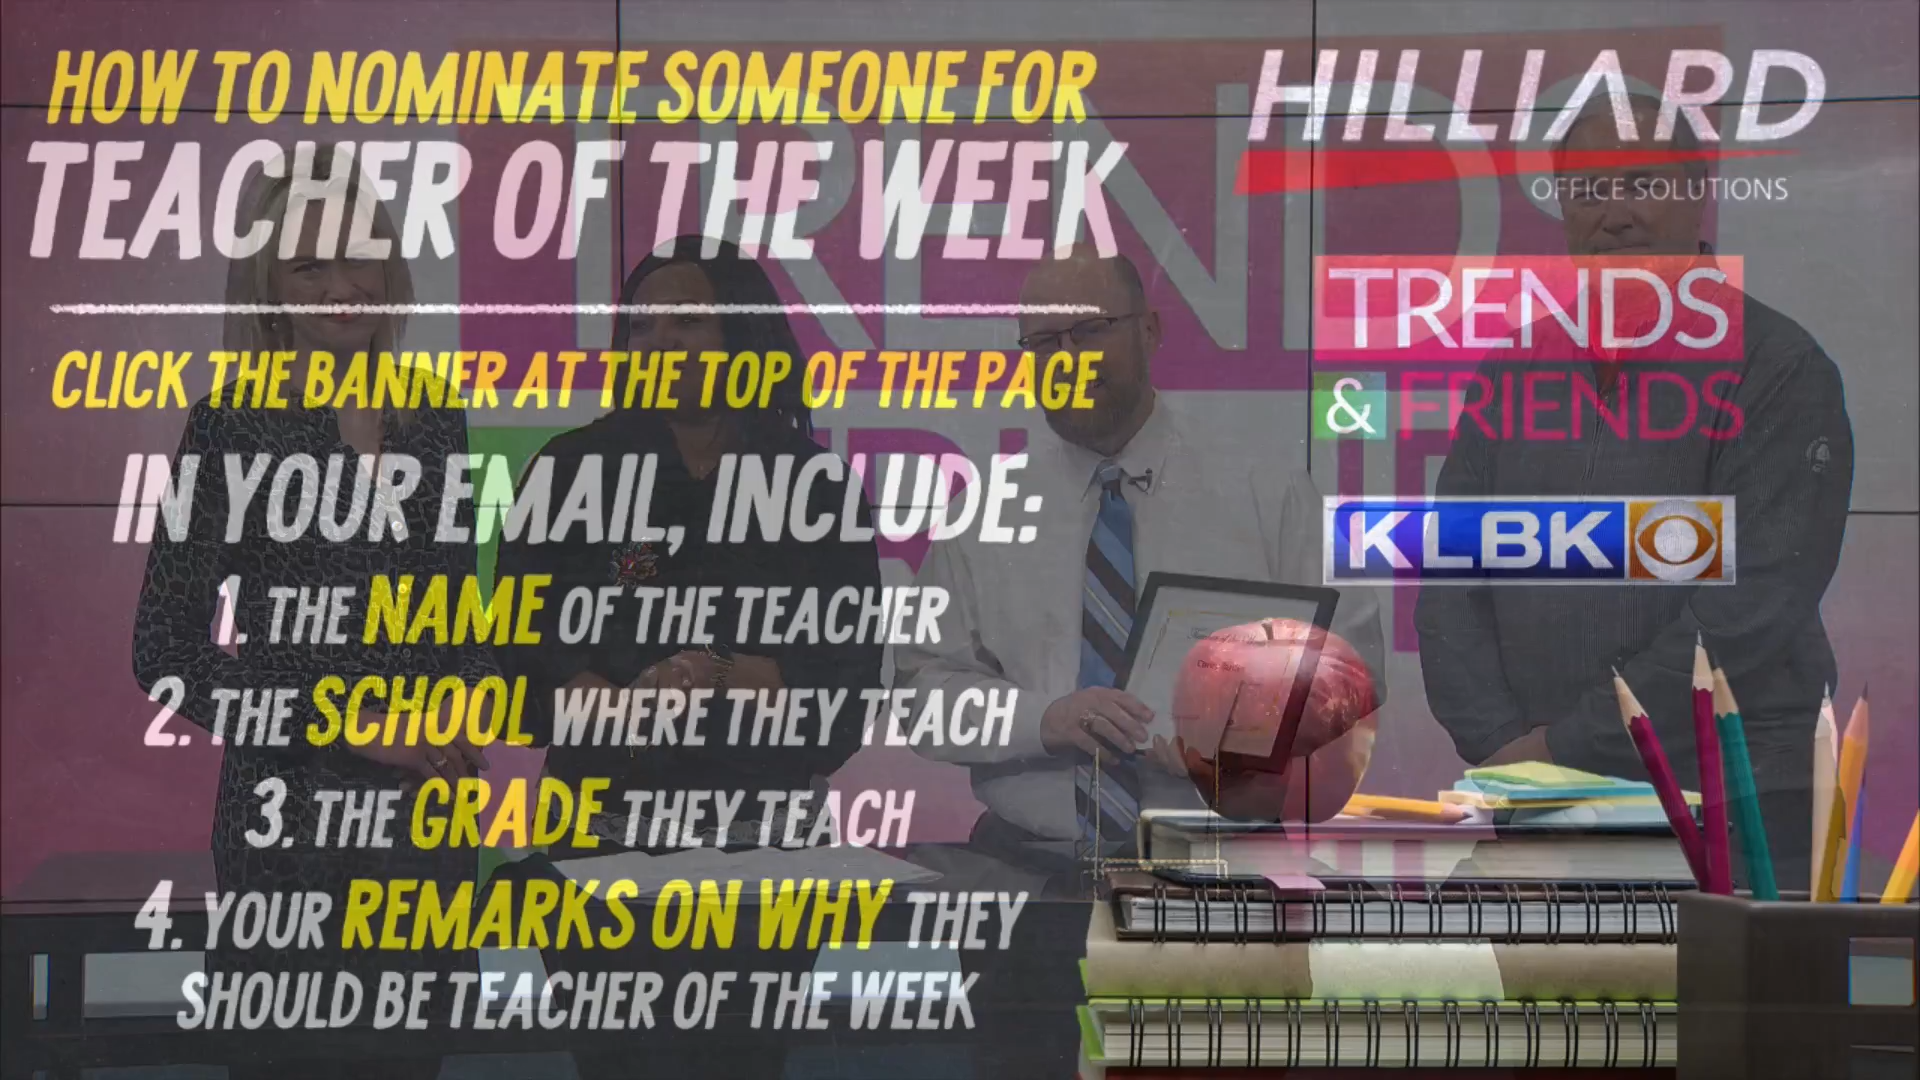 HOW TO NOMINATE SOMEONE FOR
TEACHER OF THE WEEK
CLICK THE BANNER AT THE TOP OF THE PAGE
IN YOUR EMAIL, INCLUDE:
1. THE NAME OF THE TEACHER
2. THE SCHOOL WHERE THEY TEACH
3. THE GRADE THEY TEACH
4. YOUR REMARKS ON WHY THEY
SHOULD BE TEACHER OF THE WEEK
HILLIARD
OFFICE SOLUTIONS
TRENDS
& FRIENDS
KLBK
TRENDS